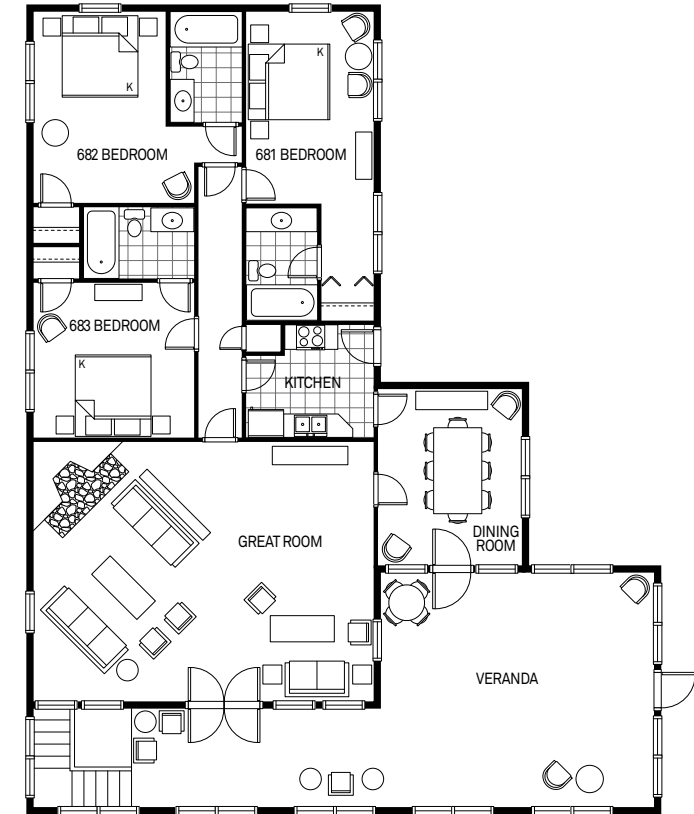 K
K
682 BEDROOM
681 BEDROOM
683 BEDROOM
K
KITCHEN
GREAT ROOM
DINING
ROOM
VERANDA